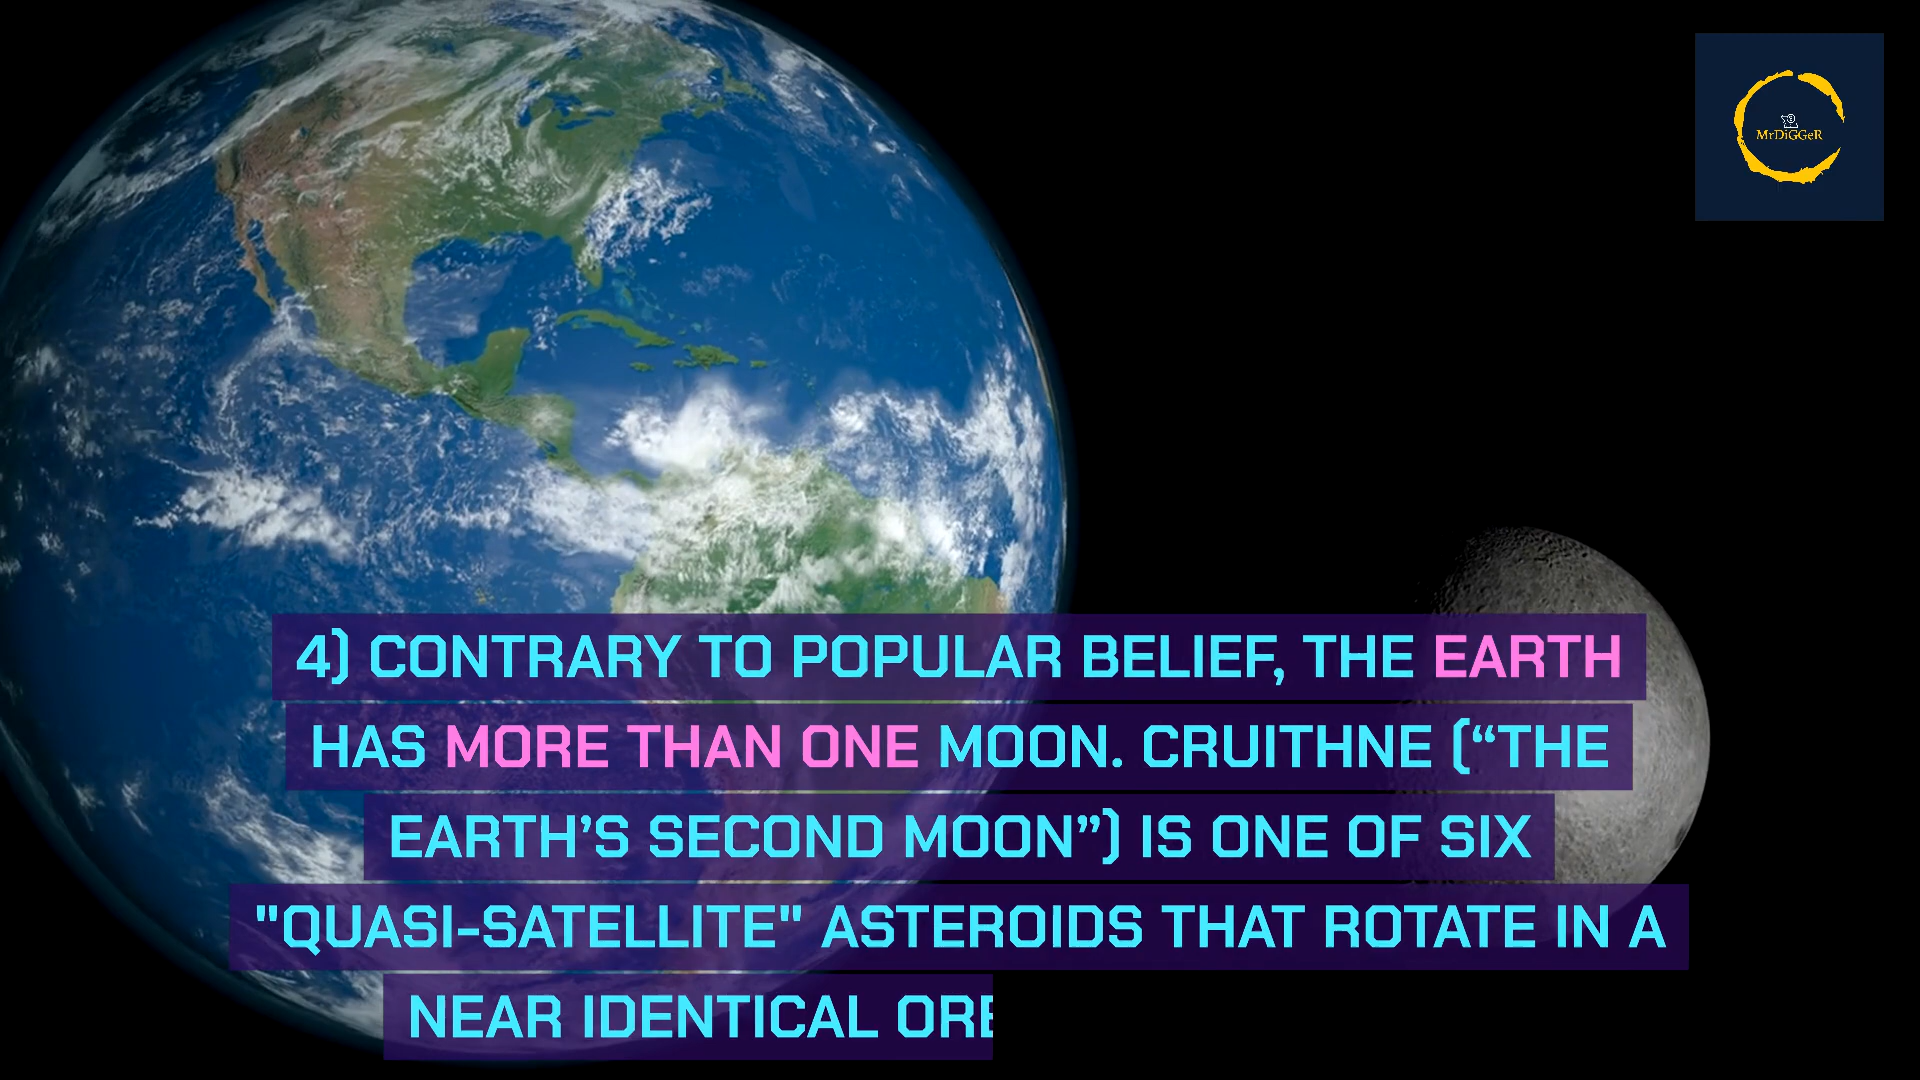 MrDiGGeR
4) CONTRARY TO POPULAR BELIEF, THE EARTH
HAS MORE THAN ONE MOON. CRUITHNE (“THE
EARTH’S SECOND MOON”) IS ONE OF SIX
"QUASI-SATELLITE" ASTEROIDS THAT ROTATE IN A
NEAR IDENTICAL